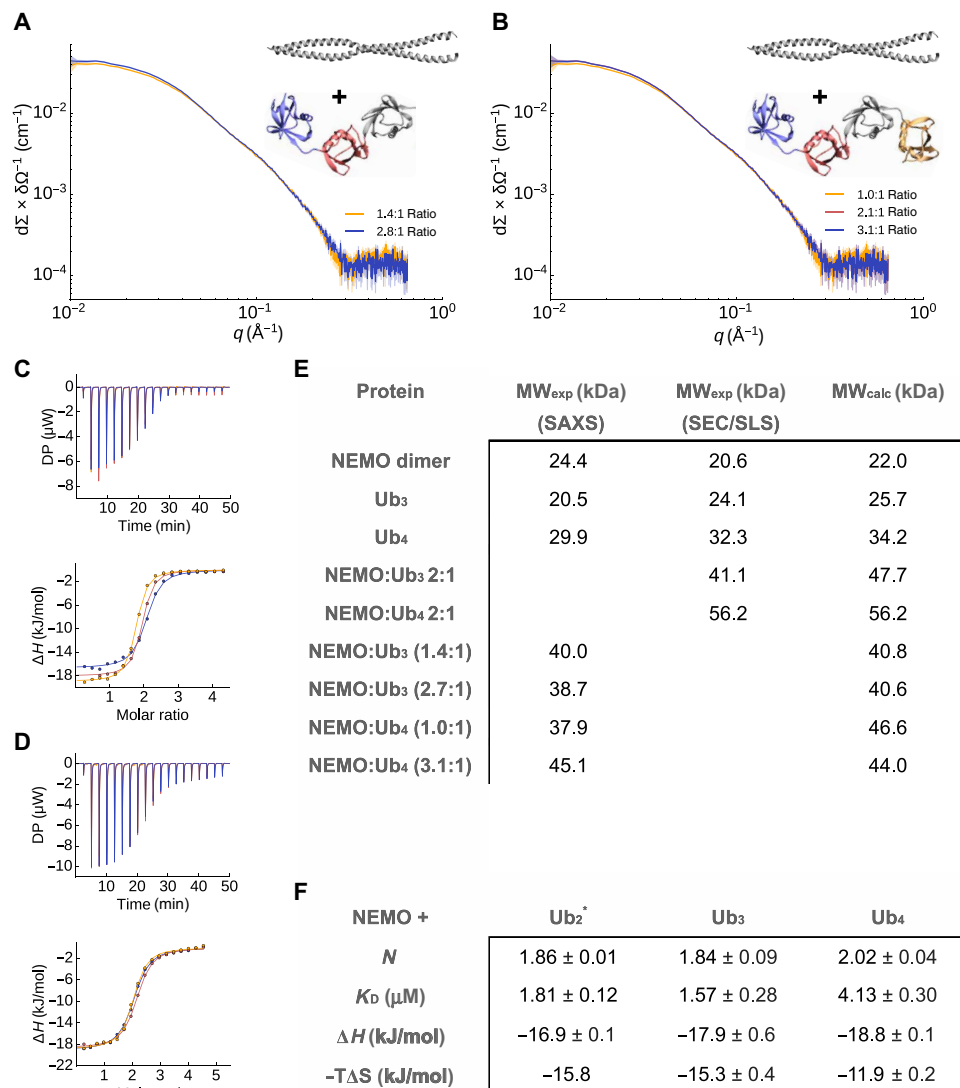 A
B
10⁻²
10⁻³
10⁻⁴
dΣ × δΩ⁻¹ (cm⁻¹)
+
1.4:1 Ratio
2.8:1 Ratio
10⁻² 10⁻¹ 10⁰
q (Å⁻¹)
10⁻²
10⁻³
10⁻⁴
dΣ × δΩ⁻¹ (cm⁻¹)
+
1.0:1 Ratio
2.1:1 Ratio
3.1:1 Ratio
10⁻² 10⁻¹ 10⁰
q (Å⁻¹)
C
0
−2
−4
−6
−8
DP (µW)
10 20 30 40 50
Time (min)
−2
−6
−10
−14
−18
ΔH (kJ/mol)
1 2 3 4
Molar ratio
D
0
−2
−4
−6
−8
−10
DP (µW)
10 20 30 40 50
Time (min)
−2
−6
−10
−14
−18
−22
ΔH (kJ/mol)
0 1 2 3 4 5
E
Protein MWexp (kDa) MWexp (kDa) MWcalc (kDa)
(SAXS) (SEC/SLS)
NEMO dimer 24.4 20.6 22.0
Ub₃ 20.5 24.1 25.7
Ub₄ 29.9 32.3 34.2
NEMO:Ub₃ 2:1 41.1 47.7
NEMO:Ub₄ 2:1 56.2 56.2
NEMO:Ub₃ (1.4:1) 40.0 40.8
NEMO:Ub₃ (2.7:1) 38.7 40.6
NEMO:Ub₄ (1.0:1) 37.9 46.6
NEMO:Ub₄ (3.1:1) 45.1 44.0
F
NEMO + Ub₂* Ub₃ Ub₄
N 1.86 ± 0.01 1.84 ± 0.09 2.02 ± 0.04
KD (µM) 1.81 ± 0.12 1.57 ± 0.28 4.13 ± 0.30
ΔH (kJ/mol) −16.9 ± 0.1 −17.9 ± 0.6 −18.8 ± 0.1
-TΔS (kJ/mol) −15.8 −15.3 ± 0.4 −11.9 ± 0.2